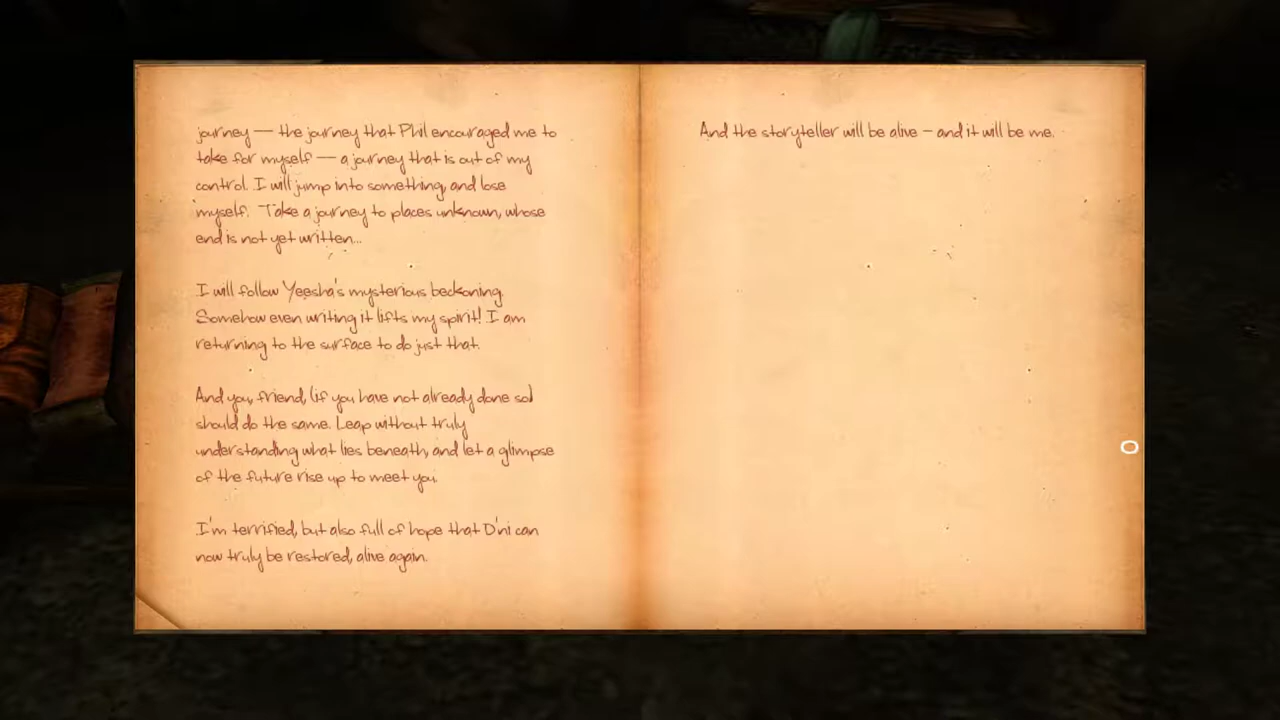 journey — the journey that Phil encouraged me to
take for myself — a journey that is out of my
control. I will jump into something, and lose
myself. Take a journey to places unknown, whose
end is not yet written...
I will follow Yeesha's mysterious beckoning.
Somehow even writing it lifts my spirit! I am
returning to the surface to do just that.
And you, friend, (if you have not already done so)
should do the same. Leap without truly
understanding what lies beneath, and let a glimpse
of the future rise up to meet you.
I'm terrified, but also full of hope that D'ni can
now truly be restored, alive again.
And the storyteller will be alive – and it will be me.